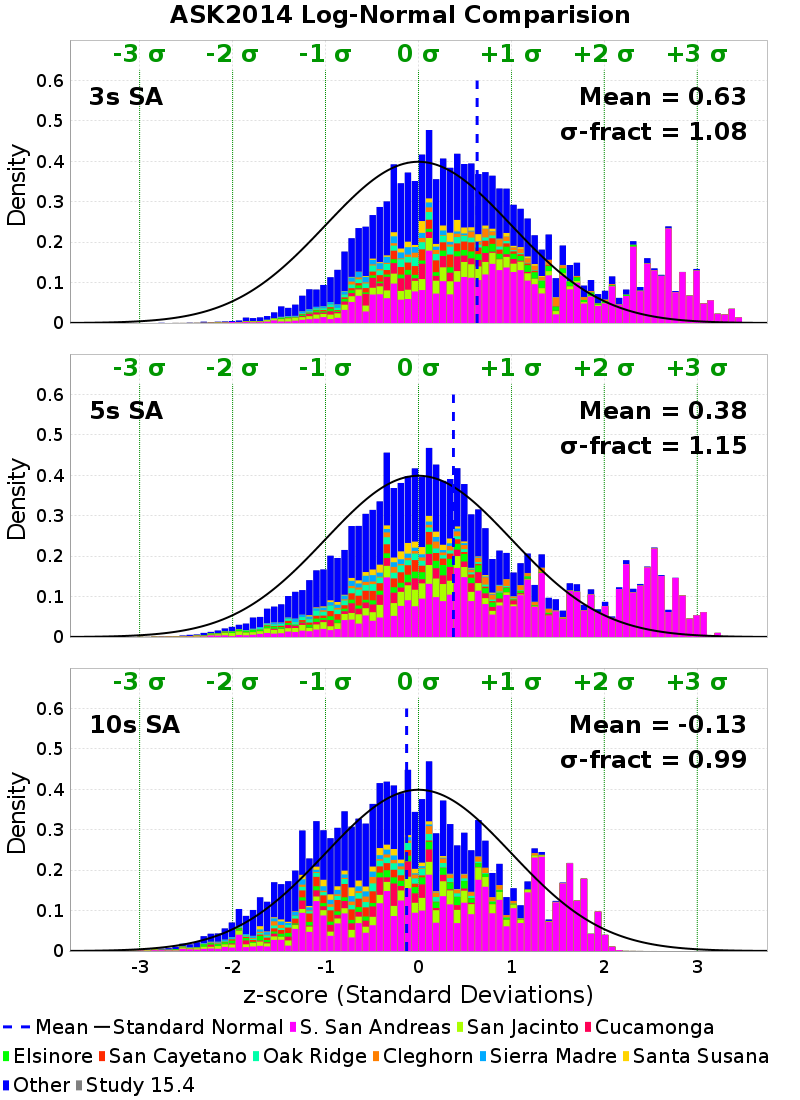 ASK2014 Log-Normal Comparision
-3 σ -2 σ -1 σ 0 σ +1 σ +2 σ +3 σ
0.6
3s SA Mean = 0.63
0.5
σ-fract = 1.08
0.4
0.3
0.2
0.1
0
Density
-3 σ -2 σ -1 σ 0 σ +1 σ +2 σ +3 σ
0.6
5s SA Mean = 0.38
0.5
σ-fract = 1.15
0.4
0.3
0.2
0.1
0
Density
-3 σ -2 σ -1 σ 0 σ +1 σ +2 σ +3 σ
0.6
10s SA Mean = -0.13
0.5
σ-fract = 0.99
0.4
0.3
0.2
0.1
0
Density
-3 -2 -1 0 1 2 3
z-score (Standard Deviations)
Mean Standard Normal S. San Andreas San Jacinto Cucamonga
Elsinore San Cayetano Oak Ridge Cleghorn Sierra Madre Santa Susana
Other Study 15.4